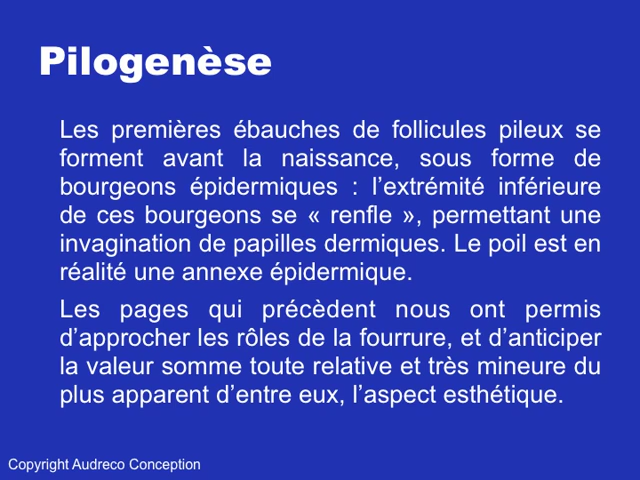 Pilogenèse
Les premières ébauches de follicules pileux se
forment avant la naissance, sous forme de
bourgeons épidermiques : l’extrémité inférieure
de ces bourgeons se « renfle », permettant une
invagination de papilles dermiques. Le poil est en
réalité une annexe épidermique.
Les pages qui précèdent nous ont permis
d’approcher les rôles de la fourrure, et d’anticiper
la valeur somme toute relative et très mineure du
plus apparent d’entre eux, l’aspect esthétique.
Copyright Audreco Conception